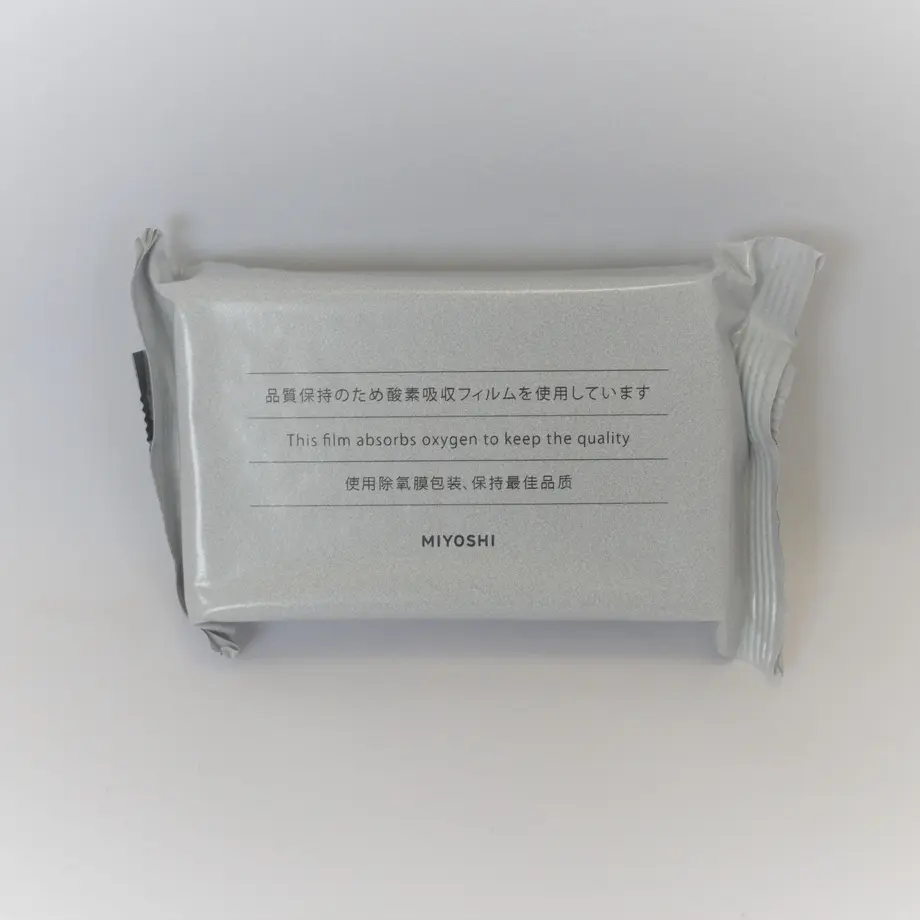 品質保持のため酸素吸収フィルムを使用しています
This film absorbs oxygen to keep the quality
使用除氧膜包装、保持最佳品质
MIYOSHI